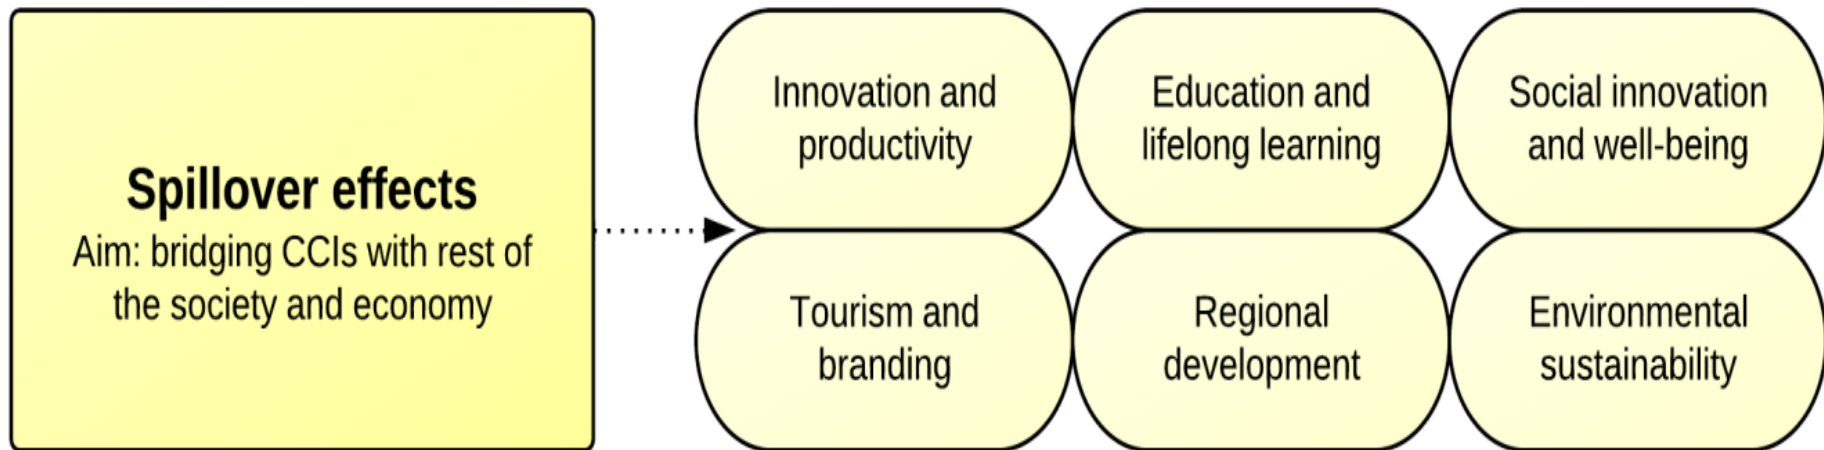 Spillover effects
Aim: bridging CCIs with rest of
the society and economy
Innovation and
productivity
Education and
lifelong learning
Social innovation
and well-being
Tourism and
branding
Regional
development
Environmental
sustainability